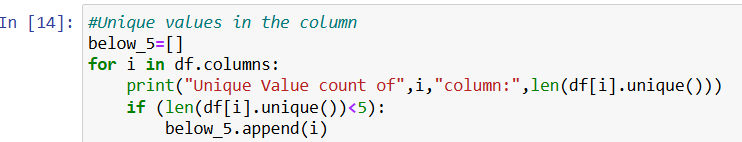 In [14]: #Unique values in the column
below_5=[]
for i in df.columns:
    print("Unique Value count of",i,"column:",len(df[i].unique()))
    if (len(df[i].unique())<5):
        below_5.append(i)